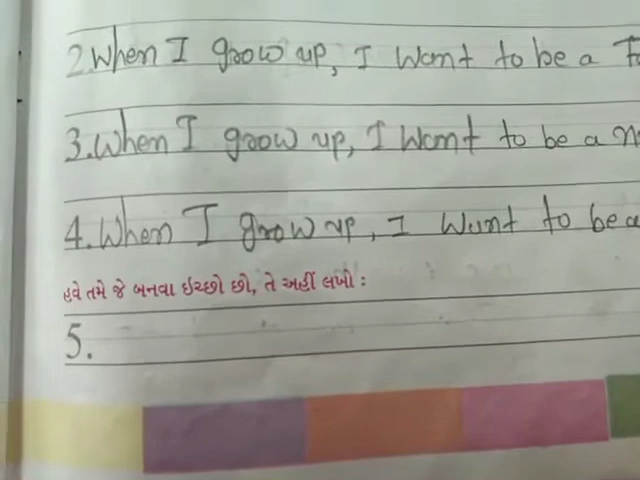 2. When I grow up, I want to be a
3. When I grow up, I want to be a
4. When I grow up, I want to be a
હવે તમે જે બનવા ઇચ્છો છો, તે અહીં લખો :
5.